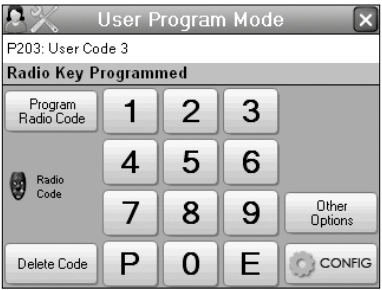 User Program Mode
P203: User Code 3
Radio Key Programmed
Program
Radio Code
1 2 3
4 5 6
Radio
Code
7 8 9
Other
Options
Delete Code
P 0 E
CONFIG